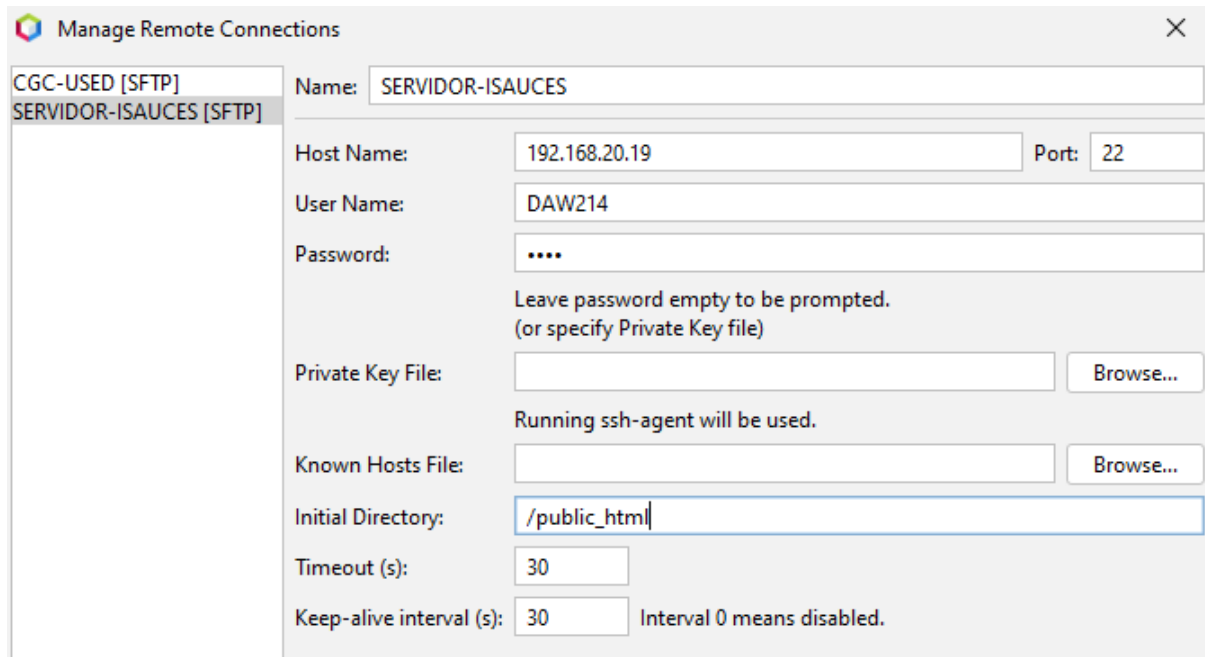 Manage Remote Connections
CGC-USED [SFTP]
SERVIDOR-ISAUCES [SFTP]
Name: SERVIDOR-ISAUCES
Host Name: 192.168.20.19 Port: 22
User Name: DAW214
Password: ••••
Leave password empty to be prompted.
(or specify Private Key file)
Private Key File: Browse...
Running ssh-agent will be used.
Known Hosts File: Browse...
Initial Directory: /public_html
Timeout (s): 30
Keep-alive interval (s): 30 Interval 0 means disabled.